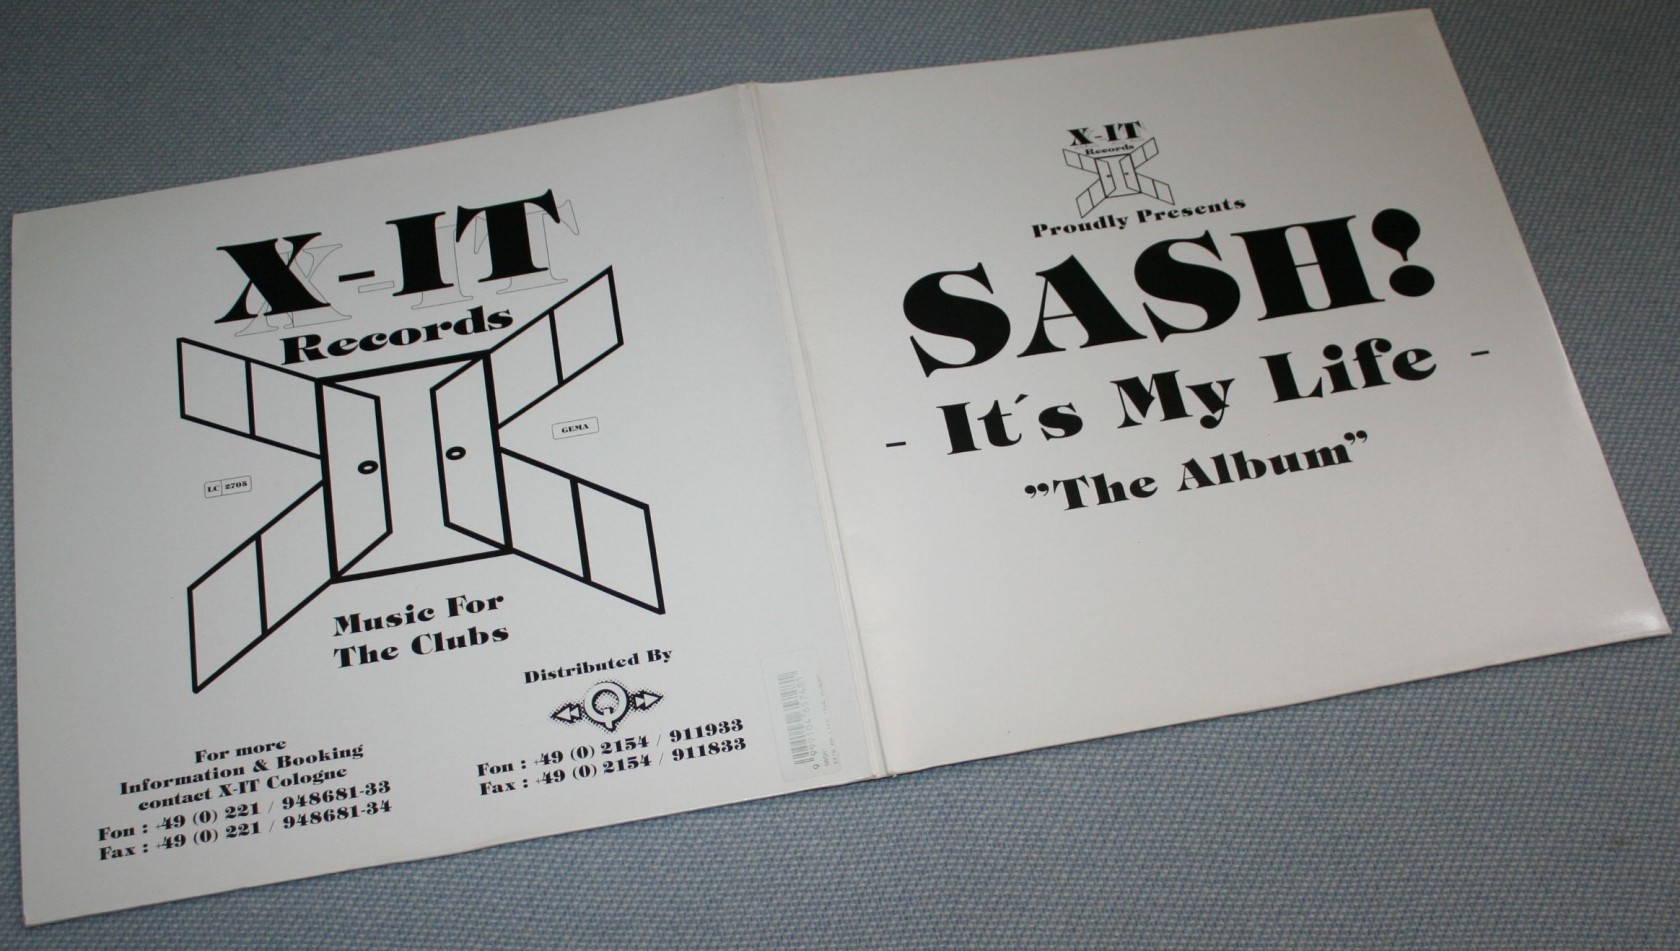 X-IT
Records
LC 2705
GEMA
Music For
The Clubs
Distributed By
Fon : +49 (0) 2154 / 911933
Fax : +49 (0) 2154 / 911833
For more
Information & Booking
contact X-IT Cologne
Fon : +49 (0) 221 / 948681-33
Fax : +49 (0) 221 / 948681-34
X-IT
Records
Proudly Presents
SASH!
- It´s My Life -
”The Album”